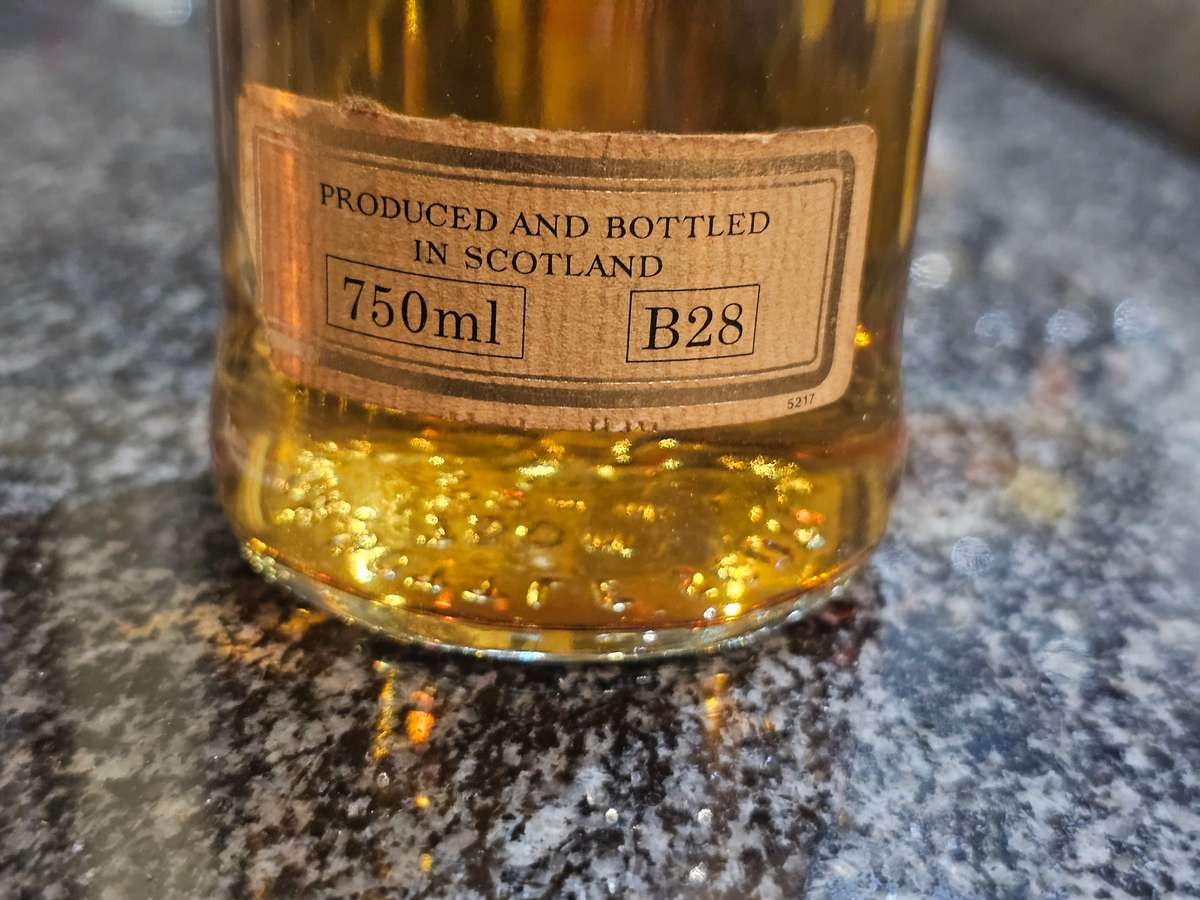 PRODUCED AND BOTTLED
IN SCOTLAND
750ml B28
5217